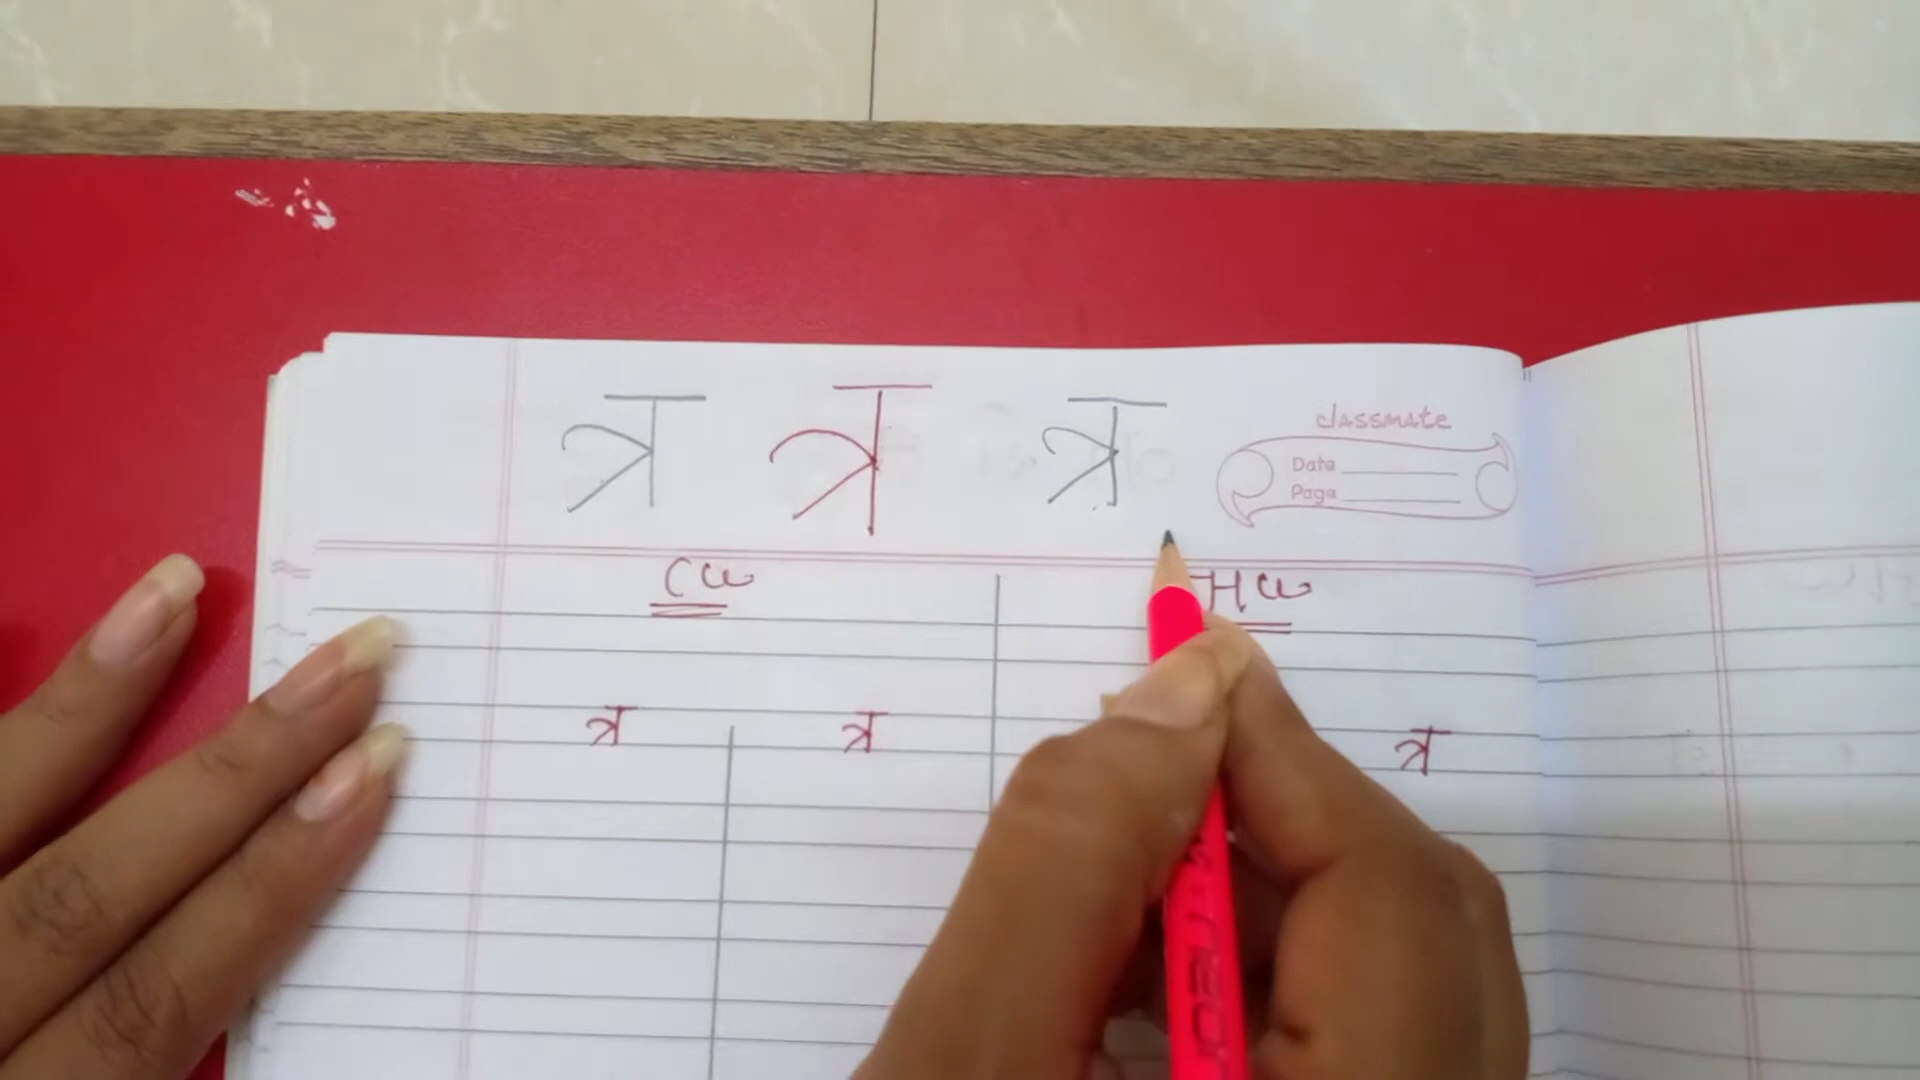 त्र त्र त्र
classmate
Date
Page
CW HW
त्र त्र त्र